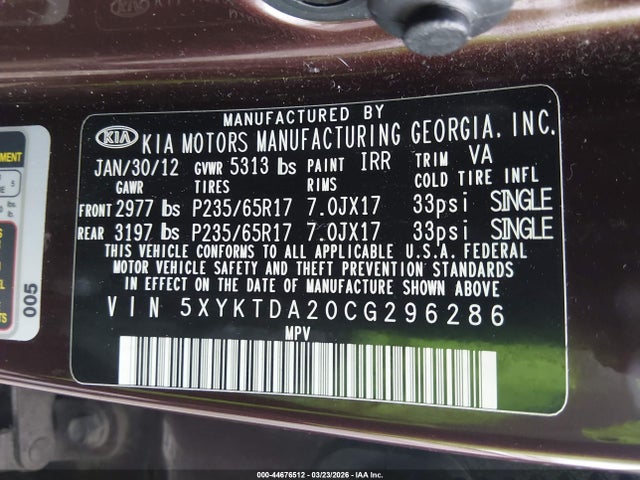 MANUFACTURED BY
KIA KIA MOTORS MANUFACTURING GEORGIA, INC.
JAN/30/12 GVWR 5313 lbs PAINT IRR TRIM VA
GAWR TIRES RIMS COLD TIRE INFL
FRONT 2977 lbs P235/65R17 7.0JX17 33psi SINGLE
REAR 3197 lbs P235/65R17 7.0JX17 33psi SINGLE
THIS VEHICLE CONFORMS TO ALL APPLICABLE U.S.A. FEDERAL
MOTOR VEHICLE SAFETY AND THEFT PREVENTION STANDARDS
IN EFFECT ON THE DATE OF MANUFACTURE SHOWN ABOVE.
VIN 5XYKTDA20CG296286
MPV
005
000-44676512 - 03/23/2026 - IAA Inc.